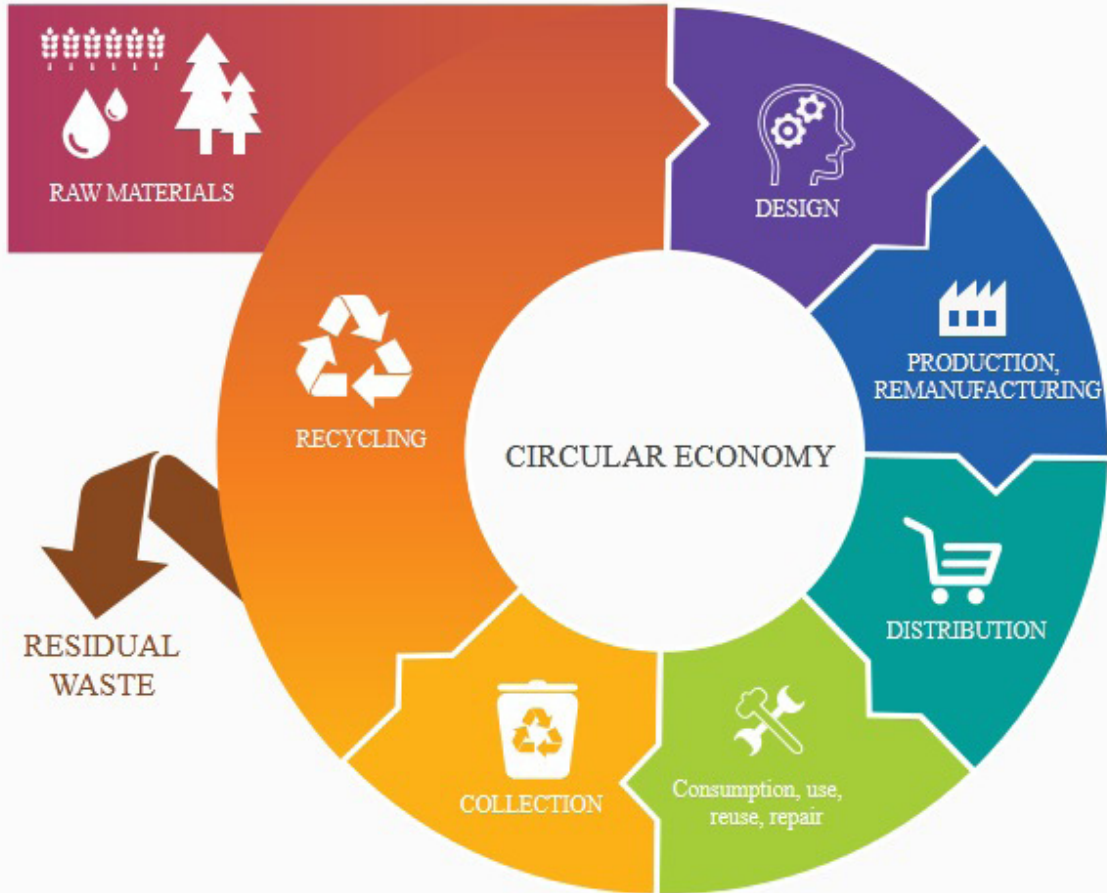 RAW MATERIALS
DESIGN
PRODUCTION,
REMANUFACTURING
RECYCLING
CIRCULAR ECONOMY
DISTRIBUTION
RESIDUAL
WASTE
COLLECTION
Consumption, use,
reuse, repair